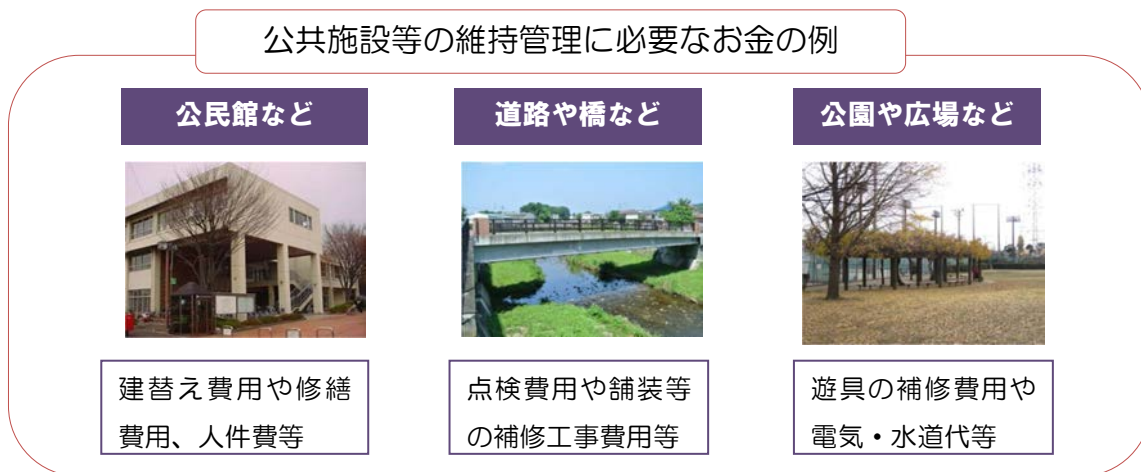 公共施設等の維持管理に必要なお金の例
公民館など
道路や橋など
公園や広場など
建替え費用や修繕
費用、人件費等
点検費用や舗装等
の補修工事費用等
遊具の補修費用や
電気・水道代等